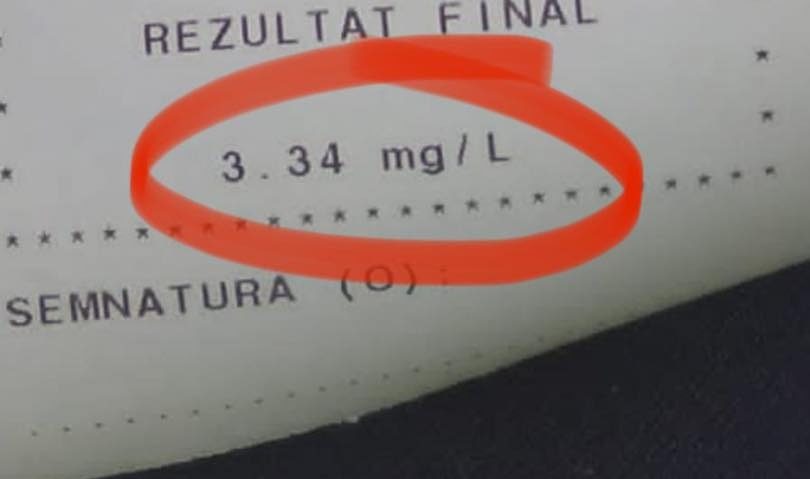 REZULTAT FINAL
*
*
*
3.34 mg/L
*
* * * * * * * * * * * * * * * * * * * * * * * *
SEMNATURA (O):
. . . . . . . . . . . . . . . . . .